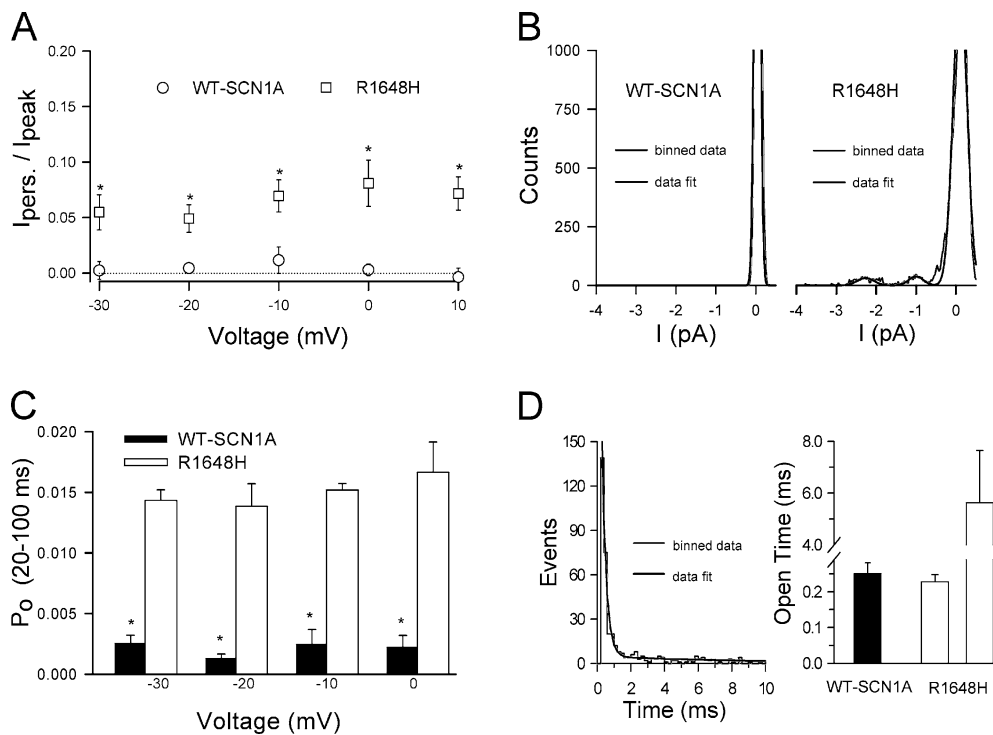 A
0.20
0.15
0.10
0.05
0.00
Ipers. / Ipeak
WT-SCN1A
R1648H
*
*
*
*
*
-30
-20
-10
0
10
Voltage (mV)
B
1000
750
500
250
0
Counts
WT-SCN1A
binned data
data fit
R1648H
binned data
data fit
-4
-3
-2
-1
0
I (pA)
-4
-3
-2
-1
0
I (pA)
C
0.020
0.015
0.010
0.005
0.000
Po (20-100 ms)
WT-SCN1A
R1648H
*
*
*
*
-30
-20
-10
0
Voltage (mV)
D
150
120
90
60
30
0
Events
binned data
data fit
0
2
4
6
8
10
Time (ms)
8.0
6.0
4.0
0.2
0.0
Open Time (ms)
WT-SCN1A
R1648H